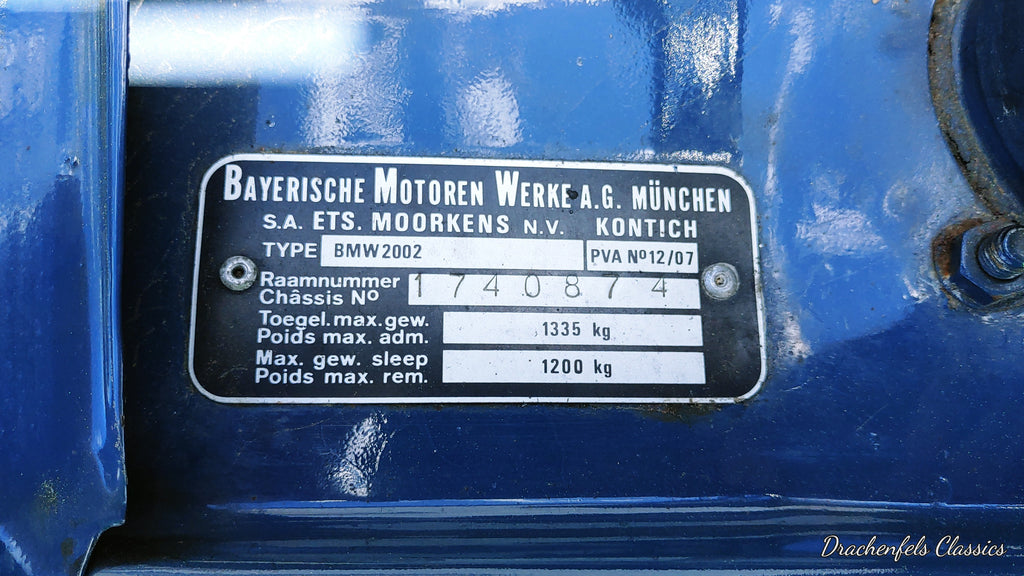 BAYERISCHE MOTOREN WERKE A.G. MÜNCHEN
S.A. ETS. MOORKENS N.V. KONTICH
TYPE BMW2002 PVA Nº12/07
Raamnummer
Châssis Nº 1740874
Toegel.max.gew.
Poids max. adm. 1335 kg
Max. gew. sleep
Poids max. rem. 1200 kg
Drachenfels Classics